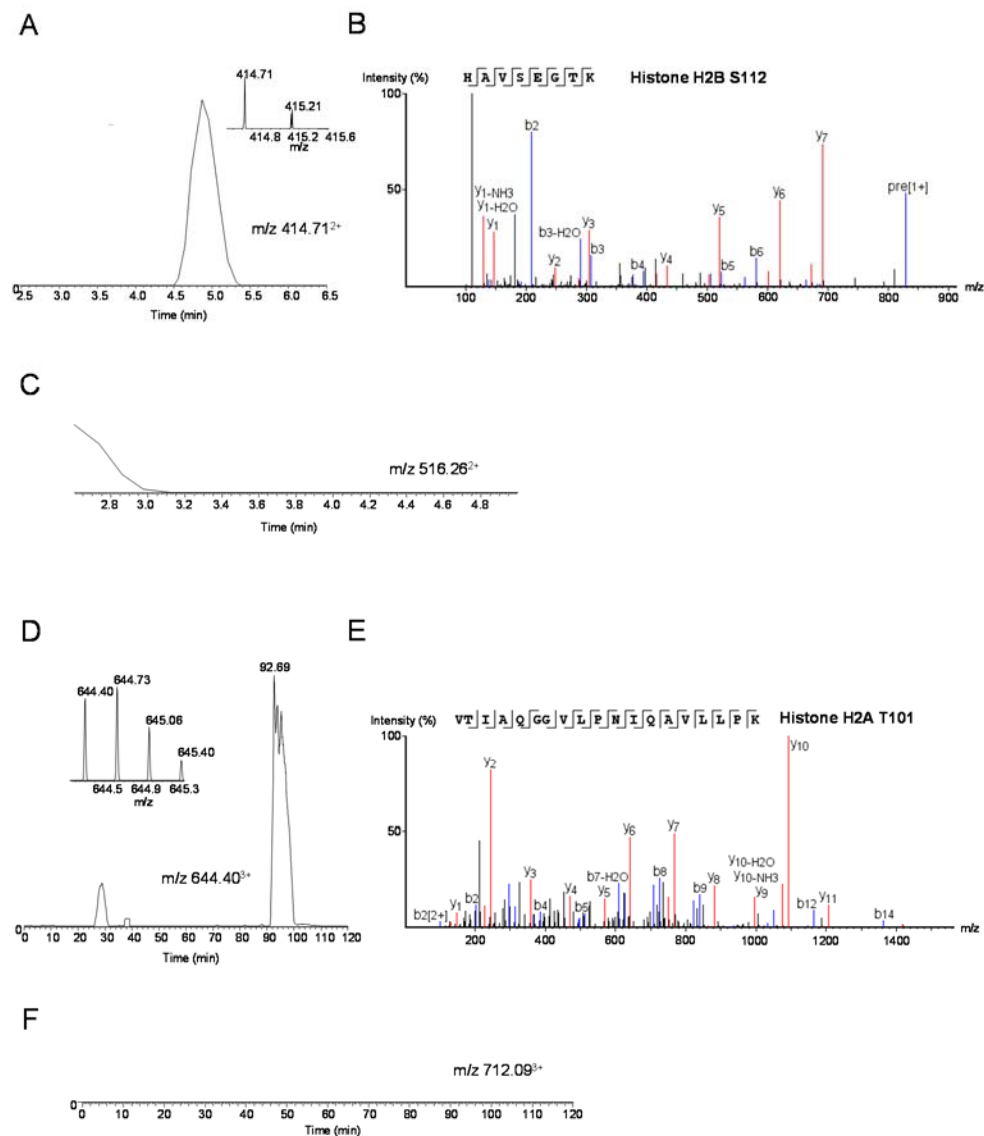 A
414.71
415.21
414.8 415.2 415.6
m/z
m/z 414.71²⁺
2.5 3.0 3.5 4.0 4.5 5.0 5.5 6.0 6.5
Time (min)
B
Intensity (%)
H A V S E G T K
Histone H2B S112
100
50
y1-NH3
y1-H2O
y1
b2
y2
b3-H2O
y3
b3
b4
y4
y5
b5
b6
y6
y7
pre[1+]
100 200 300 400 500 600 700 800 900
m/z
C
m/z 516.26²⁺
0
2.8 3.0 3.2 3.4 3.6 3.8 4.0 4.2 4.4 4.6 4.8
Time (min)
D
92.69
644.40
644.73
645.06
645.40
644.5 644.9 645.3
m/z
m/z 644.40³⁺
0
0 10 20 30 40 50 60 70 80 90 100 110 120
Time (min)
E
Intensity (%)
V T I A Q G G V L P N I Q A V L L P K
Histone H2A T101
100
50
b2[2+]
y1
b2
y2
y3
b4
y4
b5
y5
b7-H2O
y6
b8
y7
b9
y8
y10-H2O
y10-NH3
y9
y10
b12
y11
b14
200 400 600 800 1000 1200 1400
m/z
F
m/z 712.09³⁺
0
0 10 20 30 40 50 60 70 80 90 100 110 120
Time (min)